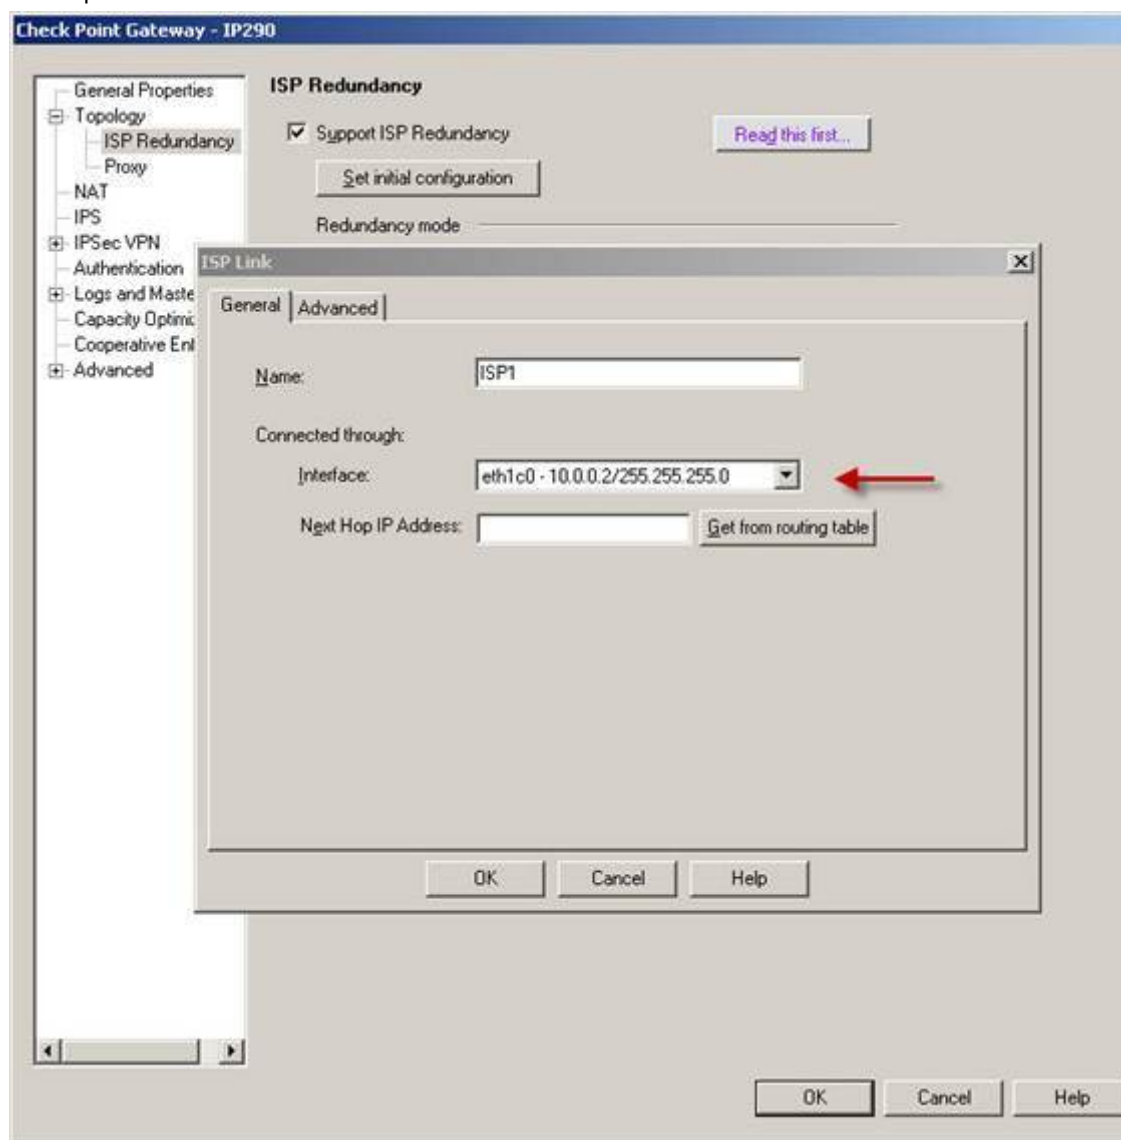 Check Point Gateway - IP290
General Properties
Topology
ISP Redundancy
Proxy
NAT
IPS
IPSec VPN
Authentication
Logs and Maste
Capacity Optimiz
Cooperative Enf
Advanced
ISP Redundancy
Support ISP Redundancy
Read this first...
Set initial configuration
Redundancy mode
ISP Link
General
Advanced
Name:
ISP1
Connected through:
Interface:
eth1c0 - 10.0.0.2/255.255.255.0
Next Hop IP Address:
Get from routing table
OK
Cancel
Help
OK
Cancel
Help